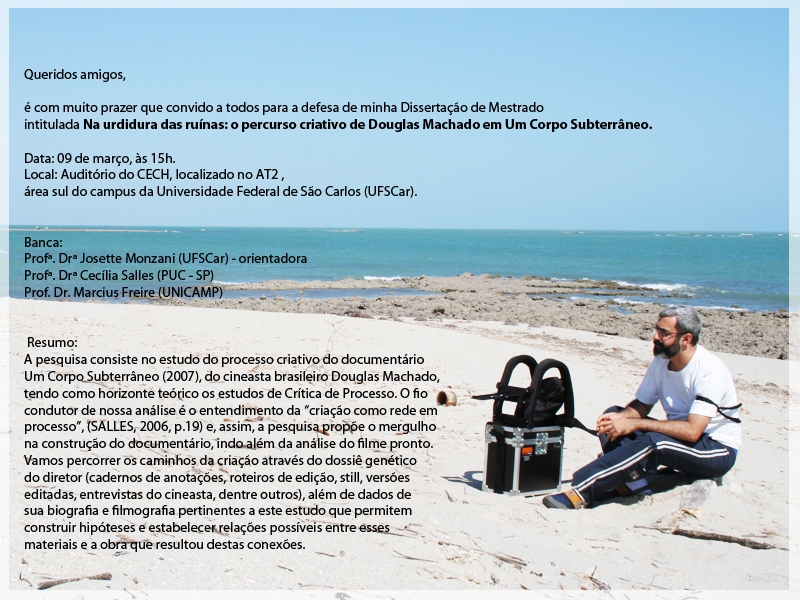 Queridos amigos,
é com muito prazer que convido a todos para a defesa de minha Dissertação de Mestrado
intitulada Na urdidura das ruínas: o percurso criativo de Douglas Machado em Um Corpo Subterrâneo.
Data: 09 de março, às 15h.
Local: Auditório do CECH, localizado no AT2 ,
área sul do campus da Universidade Federal de São Carlos (UFSCar).
Banca:
Profª. Drª Josette Monzani (UFSCar) - orientadora
Profª. Drª Cecília Salles (PUC - SP)
Prof. Dr. Marcius Freire (UNICAMP)
Resumo:
A pesquisa consiste no estudo do processo criativo do documentário
Um Corpo Subterrâneo (2007), do cineasta brasileiro Douglas Machado,
tendo como horizonte teórico os estudos de Crítica de Processo. O fio
condutor de nossa análise é o entendimento da "criação como rede em
processo", (SALLES, 2006, p.19) e, assim, a pesquisa propõe o mergulho
na construção do documentário, indo além da análise do filme pronto.
Vamos percorrer os caminhos da criação através do dossiê genético
do diretor (cadernos de anotações, roteiros de edição, still, versões
editadas, entrevistas do cineasta, dentre outros), além de dados de
sua biografia e filmografia pertinentes a este estudo que permitem
construir hipóteses e estabelecer relações possíveis entre esses
materiais e a obra que resultou destas conexões.